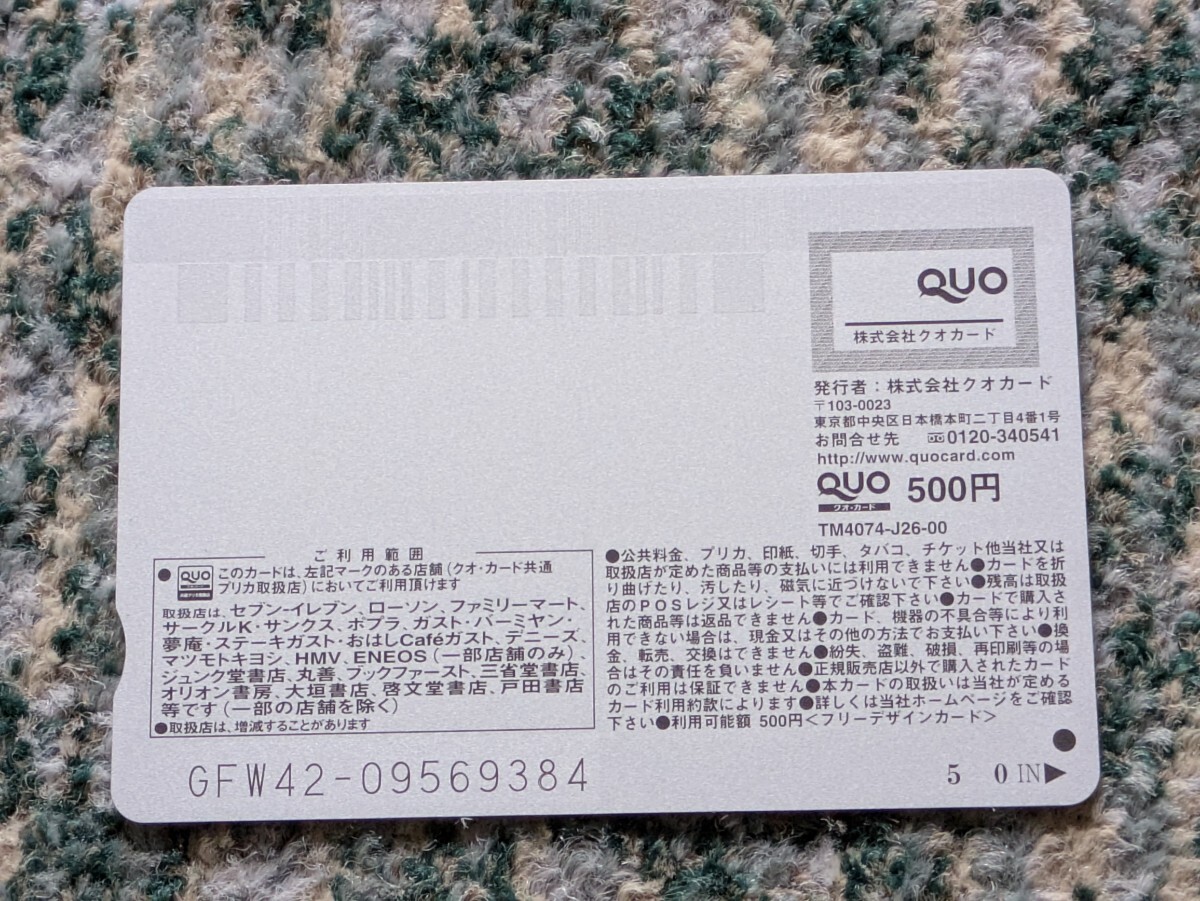 QUO
株式会社クオカード
発行者：株式会社クオカード
〒103-0023
東京都中央区日本橋本町二丁目4番1号
お問合せ先 0120-340541
http://www.quocard.com
QUO 500円
クオ・カード
TM4074-J26-00
ご利用範囲
●QUO このカードは、左記マークのある店舗（クオ・カード共通
プリカ取扱店）においてご利用頂けます
取扱店は、セブン-イレブン、ローソン、ファミリーマート、
サークルK・サンクス、ポプラ、ガスト・バーミヤン・
夢庵・ステーキガスト・おはしCaféガスト、デニーズ、
マツモトキヨシ、HMV、ENEOS（一部店舗のみ）、
ジュンク堂書店、丸善、ブックファースト、三省堂書店、
オリオン書房、大垣書店、啓文堂書店、戸田書店
等です（一部の店舗を除く）
●取扱店は、増減することがあります
●公共料金、プリカ、印紙、切手、タバコ、チケット他当社又は
取扱店が定めた商品等の支払いには利用できません●カードを折
り曲げたり、汚したり、磁気に近づけないで下さい●残高は取扱
店のPOSレジ又はレシート等でご確認下さい●カードで購入さ
れた商品等は返品できません●カード、機器の不具合等により利
用できない場合は、現金又はその他の方法でお支払い下さい●換
金、転売、交換はできません●紛失、盗難、破損、再印刷等の場
合はその責任を負いません●正規販売店以外で購入されたカード
のご利用は保証できません●本カードの取扱いは当社が定める
カード利用約款によります●詳しくは当社ホームページをご確認
下さい●利用可能額 500円＜フリーデザインカード＞
GFW42-09569384
5 0 IN▶